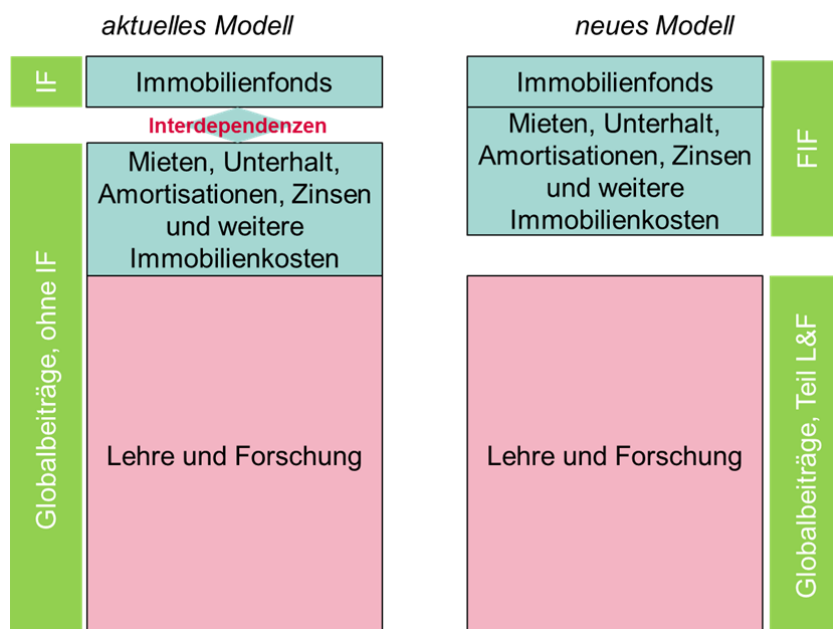 aktuelles Modell
IF
Immobilienfonds
Interdependenzen
Globalbeiträge, ohne IF
Mieten, Unterhalt,
Amortisationen, Zinsen
und weitere
Immobilienkosten
Lehre und Forschung
neues Modell
Immobilienfonds
Mieten, Unterhalt,
Amortisationen, Zinsen
und weitere
Immobilienkosten
FIF
Lehre und Forschung
Globalbeiträge, Teil L&F